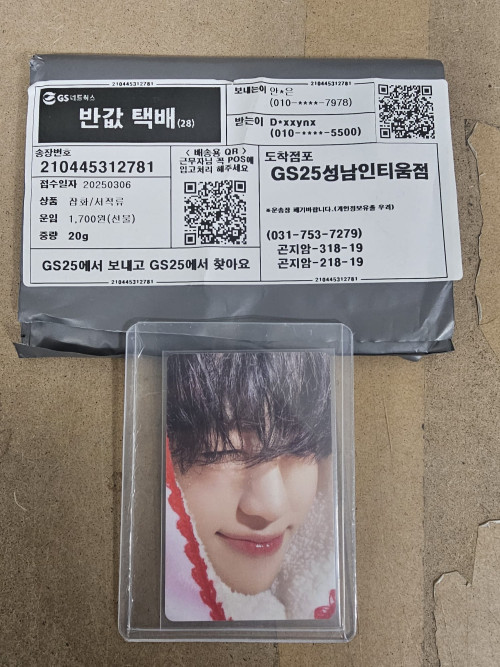 210445312781
GS네트웍스
반값 택배(28)
보내는이 안*은
(010-****-7978)
받는이 D*xxynx
(010-****-5500)
송장번호
210445312781
< 배송용 QR >
근무자님 꼭 POS에
입고처리 해주세요
접수일자 20250306
상품 잡화/서적류
운임 1,700원(선불)
중량 20g
GS25에서 보내고 GS25에서 찾아요
210445312781
도착점포
GS25성남인티움점
*운송장 폐기바랍니다.(개인정보유출 우려)
(031-753-7279)
곤지암-318-19
곤지암-218-19
210445312781
210445312781